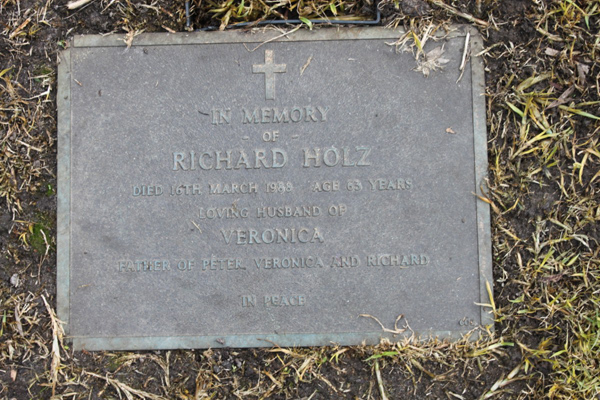 IN MEMORY
- OF -
RICHARD HOLZ
DIED 16TH MARCH 1988 AGE 63 YEARS
LOVING HUSBAND OF
VERONICA
FATHER OF PETER, VERONICA AND RICHARD
IN PEACE